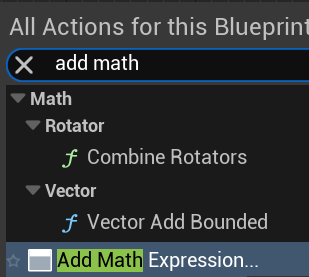 All Actions for this Blueprint
add math
Math
Rotator
Combine Rotators
Vector
Vector Add Bounded
Add Math Expression...